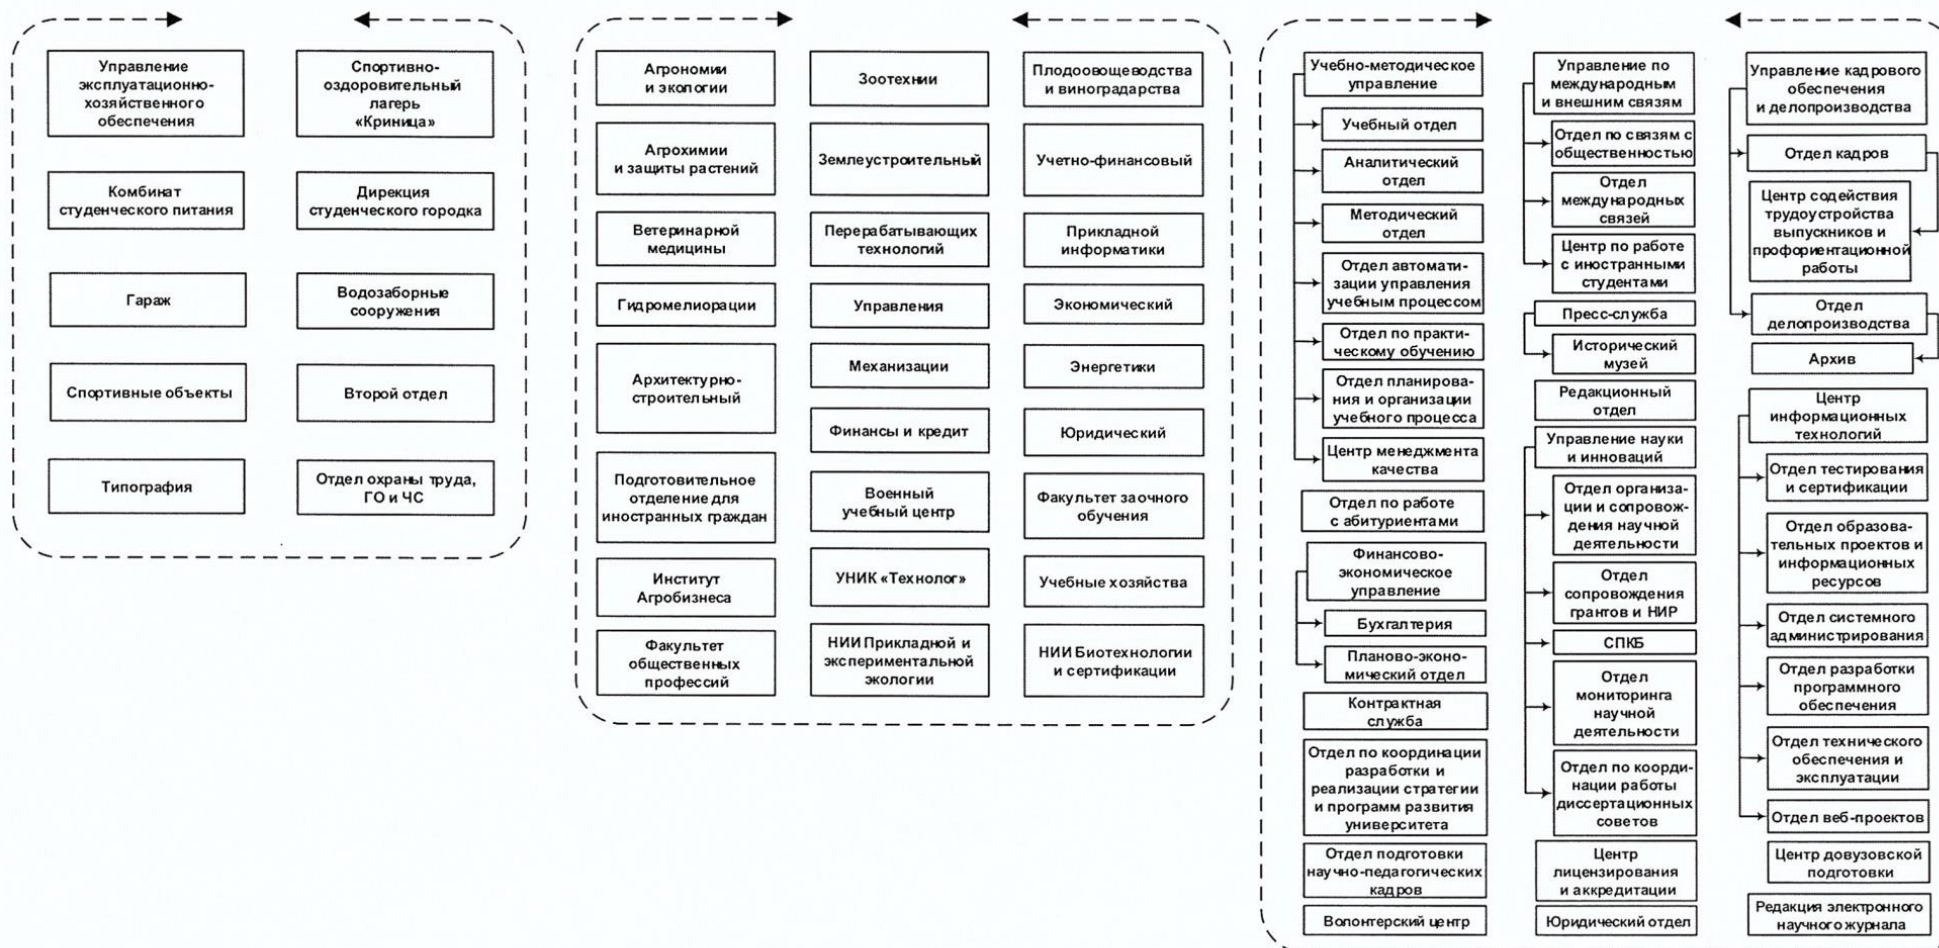 Управление
эксплуатационно-
хозяйственного
обеспечения
Спортивно-
оздоровительный
лагерь
«Криница»
Комбинат
студенческого питания
Дирекция
студенческого городка
Гараж
Водозаборные
сооружения
Спортивные объекты
Второй отдел
Типография
Отдел охраны труда,
ГО и ЧС
Агрономии
и экологии
Зоотехнии
Плодоовощеводства
и виноградарства
Агрохимии
и защиты растений
Землеустроительный
Учетно-финансовый
Ветеринарной
медицины
Перерабатывающих
технологий
Прикладной
информатики
Гидромелиорации
Управления
Экономический
Архитектурно-
строительный
Механизации
Энергетики
Финансы и кредит
Юридический
Подготовительное
отделение для
иностранных граждан
Военный
учебный центр
Факультет заочного
обучения
Институт
Агробизнеса
УНИК «Технолог»
Учебные хозяйства
Факультет
общественных
профессий
НИИ Прикладной и
экспериментальной
экологии
НИИ Биотехнологии
и сертификации
Учебно-методическое
управление
Учебный отдел
Аналитический
отдел
Методический
отдел
Отдел автомати-
зации управления
учебным процессом
Отдел по практи-
ческому обучению
Отдел планирова-
ния и организации
учебного процесса
Центр менеджмента
качества
Отдел по работе
с абитуриентами
Финансово-
экономическое
управление
Бухгалтерия
Планово-эконо-
мический отдел
Контрактная
служба
Отдел по координации
разработки и
реализации стратегии
и программ развития
университета
Отдел подготовки
научно-педагогических
кадров
Волонтерский центр
Управление по
международным
и внешним связям
Отдел по связям с
общественностью
Отдел
международных
связей
Центр по работе
с иностранными
студентами
Пресс-служба
Исторический
музей
Редакционный
отдел
Управление науки
и инноваций
Отдел организа-
ции и сопровож-
дения научной
деятельности
Отдел
сопровождения
грантов и НИР
СПКБ
Отдел
мониторинга
научной
деятельности
Отдел по коорди-
нации работы
диссертационных
советов
Центр
лицензирования
и аккредитации
Юридический отдел
Управление кадрового
обеспечения
и делопроизводства
Отдел кадров
Центр содействия
трудоустройства
выпускников и
профориентационной
работы
Отдел
делопроизводства
Архив
Центр
информационных
технологий
Отдел тестирования
и сертификации
Отдел образова-
тельных проектов и
информационных
ресурсов
Отдел системного
администрирования
Отдел разработки
программного
обеспечения
Отдел технического
обеспечения и
эксплуатации
Отдел веб-проектов
Центр довузовской
подготовки
Редакция электронного
научного журнала